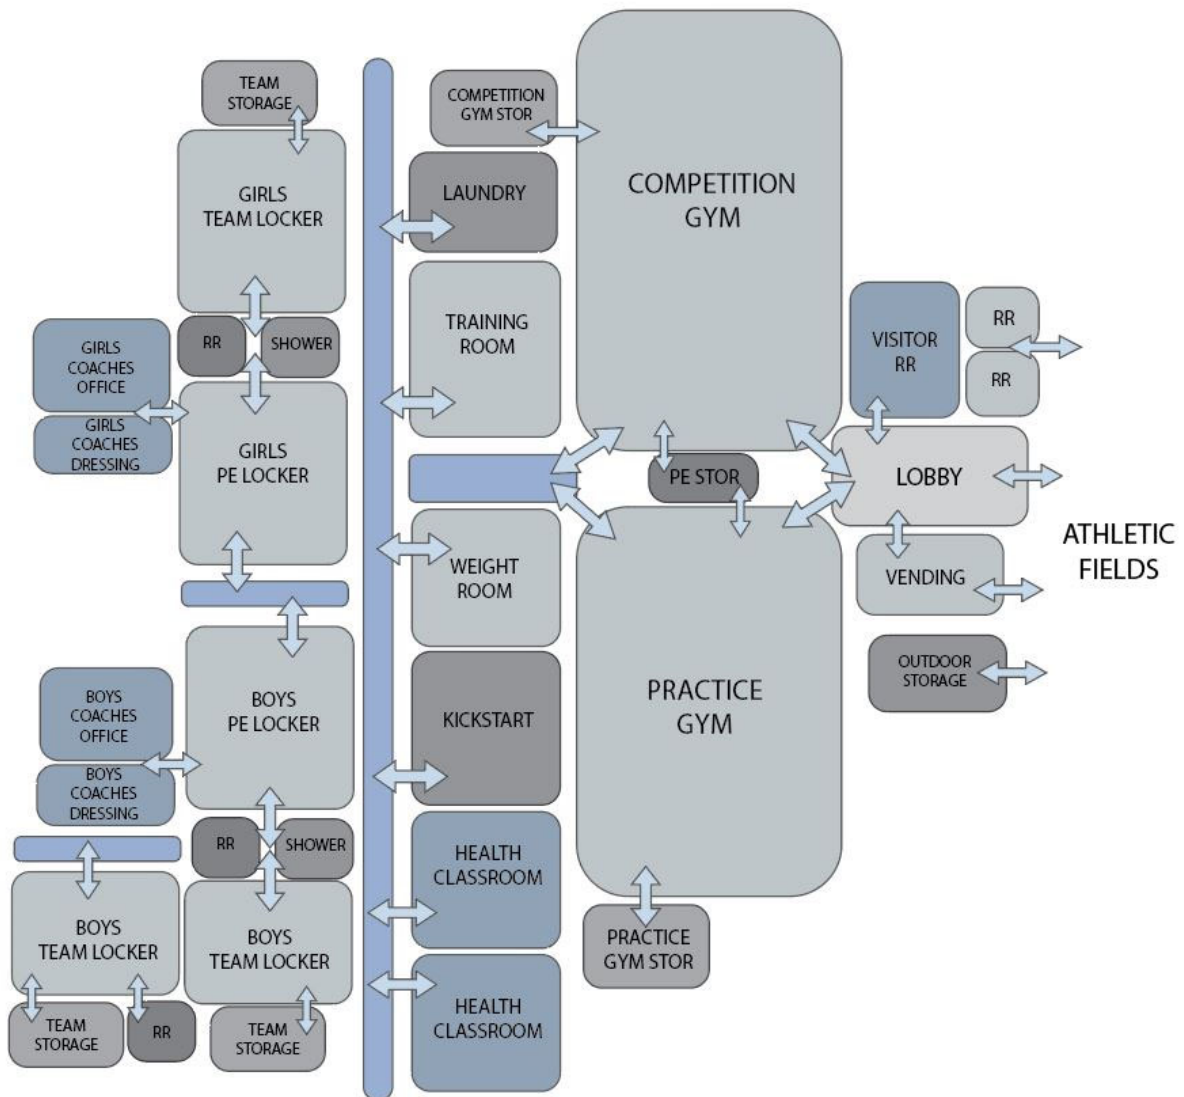 TEAM
STORAGE
GIRLS
TEAM LOCKER
RR
SHOWER
GIRLS
COACHES
OFFICE
GIRLS
COACHES
DRESSING
GIRLS
PE LOCKER
BOYS
PE LOCKER
BOYS
COACHES
OFFICE
BOYS
COACHES
DRESSING
RR
SHOWER
BOYS
TEAM LOCKER
BOYS
TEAM LOCKER
TEAM
STORAGE
RR
TEAM
STORAGE
COMPETITION
GYM STOR
LAUNDRY
TRAINING
ROOM
WEIGHT
ROOM
KICKSTART
HEALTH
CLASSROOM
HEALTH
CLASSROOM
COMPETITION
GYM
PE STOR
PRACTICE
GYM
PRACTICE
GYM STOR
VISITOR
RR
RR
RR
LOBBY
VENDING
OUTDOOR
STORAGE
ATHLETIC
FIELDS